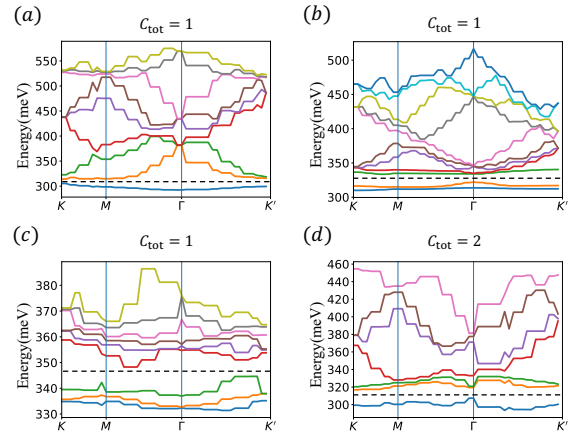 (a) C_tot = 1
Energy(meV)
550
500
450
400
350
300
K M Γ K′
(b) C_tot = 1
Energy(meV)
500
450
400
350
300
K M Γ K′
(c) C_tot = 1
Energy(meV)
380
370
360
350
340
330
K M Γ K′
(d) C_tot = 2
Energy(meV)
460
440
420
400
380
360
340
320
300
K M Γ K′